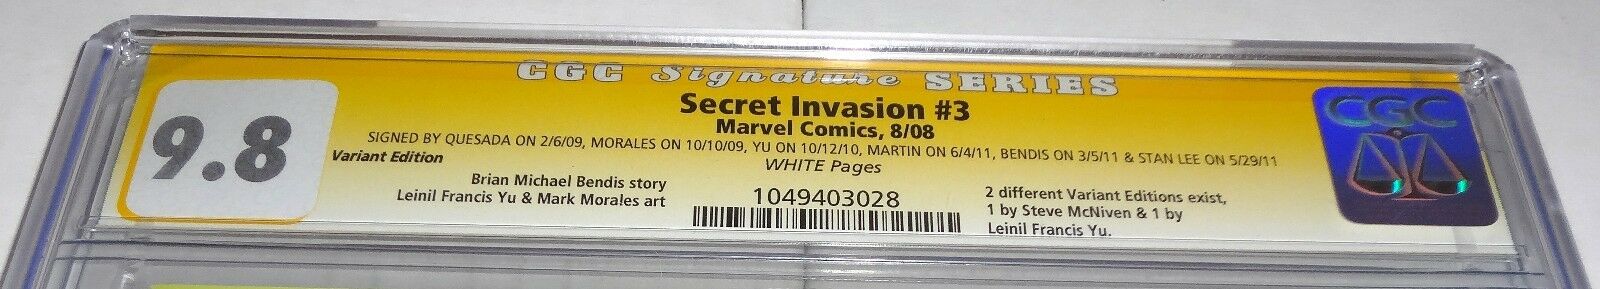 CGC Signature SERIES
9.8
Secret Invasion #3
Marvel Comics, 8/08
SIGNED BY QUESADA ON 2/6/09, MORALES ON 10/10/09, YU ON 10/12/10, MARTIN ON 6/4/11, BENDIS ON 3/5/11 & STAN LEE ON 5/29/11
Variant Edition
WHITE Pages
Brian Michael Bendis story
Leinil Francis Yu & Mark Morales art
1049403028
2 different Variant Editions exist,
1 by Steve McNiven & 1 by
Leinil Francis Yu.
CGC